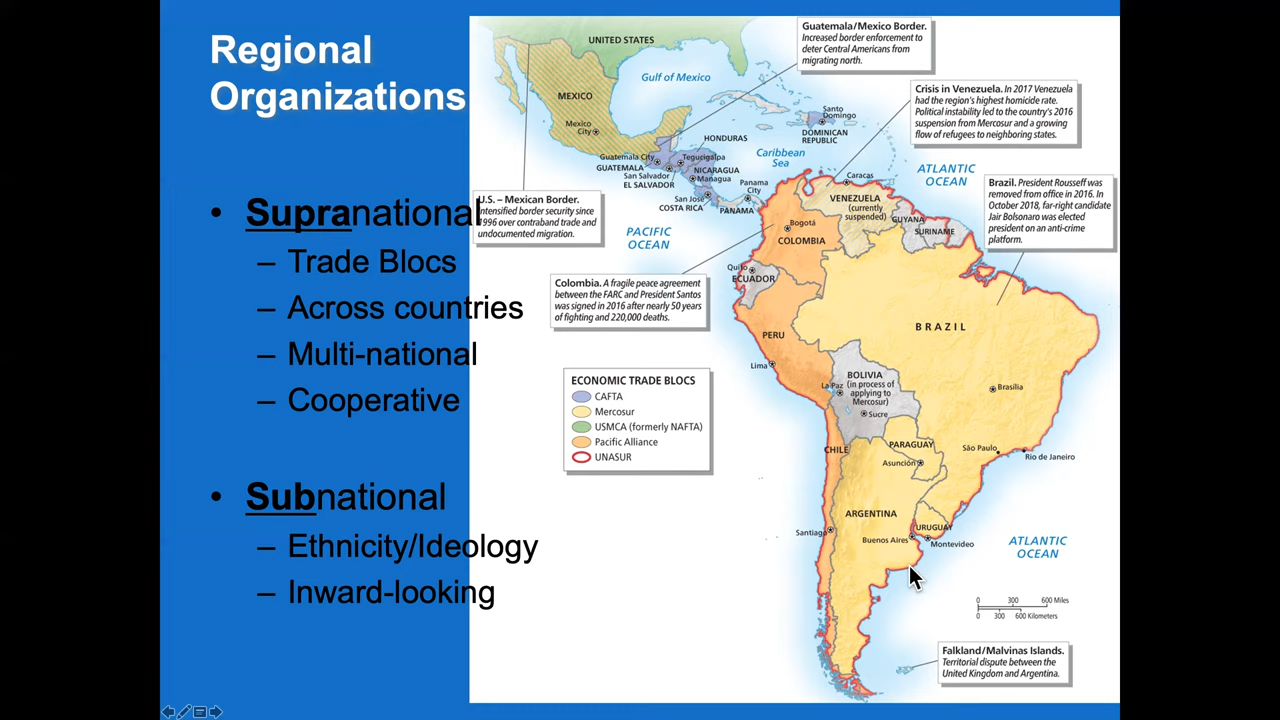 Regional
Organizations
• Supranational
– Trade Blocs
– Across countries
– Multi-national
– Cooperative
• Subnational
– Ethnicity/Ideology
– Inward-looking
Guatemala/Mexico Border.
Increased border enforcement to
deter Central Americans from
migrating north.
UNITED STATES
Gulf of Mexico
MEXICO
Mexico
City
Crisis in Venezuela. In 2017 Venezuela
had the region's highest homicide rate.
Political instability led to the country's 2016
suspension from Mercosur and a growing
flow of refugees to neighboring states.
Santo
Domingo
DOMINICAN
REPUBLIC
HONDURAS
Caribbean
Sea
Guatemala City
Tegucigalpa
GUATEMALA
NICARAGUA
San Salvador
Managua
EL SALVADOR
Panama
City
San José
COSTA RICA
PANAMA
ATLANTIC
OCEAN
Caracas
VENEZUELA
(currently
suspended)
GUYANA
SURINAME
Brazil. President Rousseff was
removed from office in 2016. In
October 2018, far-right candidate
Jair Bolsonaro was elected
president on an anti-crime
platform.
U.S. – Mexican Border.
Intensified border security since
1996 over contraband trade and
undocumented migration.
PACIFIC
OCEAN
Bogotá
COLOMBIA
Quito
ECUADOR
Colombia. A fragile peace agreement
between the FARC and President Santos
was signed in 2016 after nearly 50 years
of fighting and 220,000 deaths.
BRAZIL
PERU
Lima
BOLIVIA
(in process of
applying to
Mercosur)
La Paz
Sucre
Brasília
ECONOMIC TRADE BLOCS
CAFTA
Mercosur
USMCA (formerly NAFTA)
Pacific Alliance
UNASUR
CHILE
PARAGUAY
Asunción
São Paulo
Rio de Janeiro
ARGENTINA
Santiago
Buenos Aires
URUGUAY
Montevideo
ATLANTIC
OCEAN
0 300 600 Miles
0 300 600 Kilometers
Falkland/Malvinas Islands.
Territorial dispute between the
United Kingdom and Argentina.